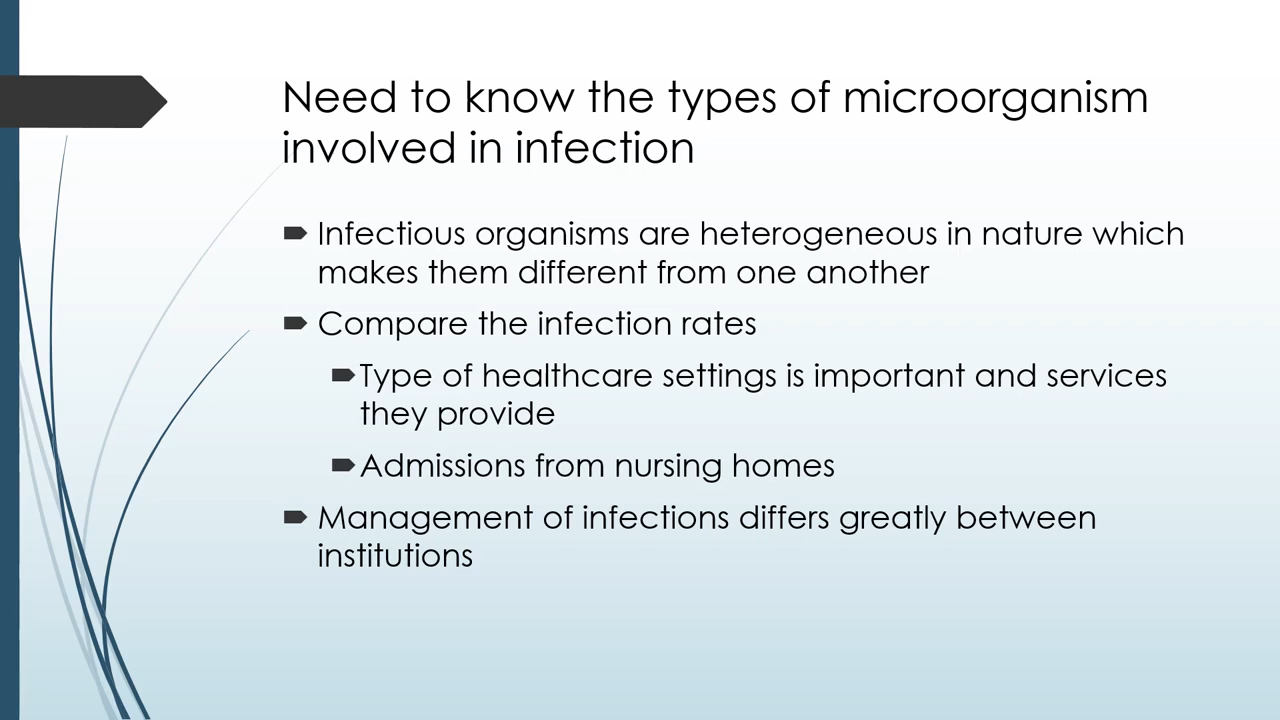 Need to know the types of microorganism
involved in infection
Infectious organisms are heterogeneous in nature which
makes them different from one another
Compare the infection rates
Type of healthcare settings is important and services
they provide
Admissions from nursing homes
Management of infections differs greatly between
institutions